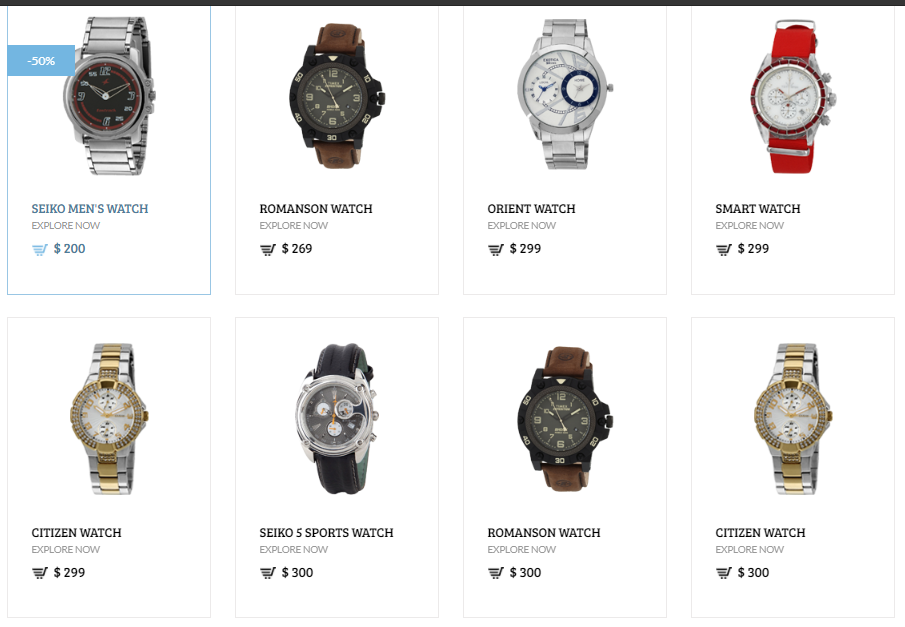 -50%
SEIKO MEN'S WATCH
EXPLORE NOW
$ 200
ROMANSON WATCH
EXPLORE NOW
$ 269
ORIENT WATCH
EXPLORE NOW
$ 299
SMART WATCH
EXPLORE NOW
$ 299
CITIZEN WATCH
EXPLORE NOW
$ 299
SEIKO 5 SPORTS WATCH
EXPLORE NOW
$ 300
ROMANSON WATCH
EXPLORE NOW
$ 300
CITIZEN WATCH
EXPLORE NOW
$ 300